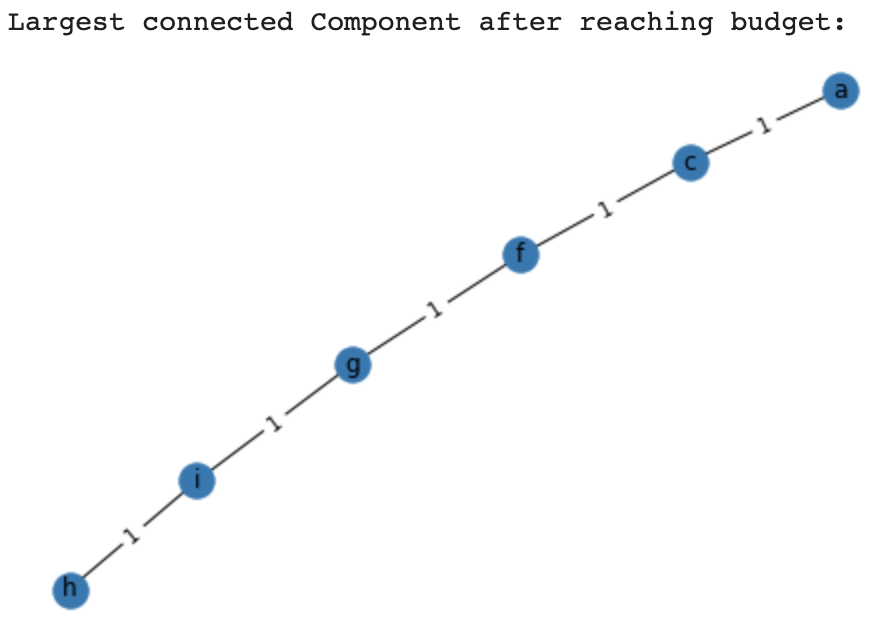 Largest connected Component after reaching budget:
a
1
c
1
f
1
g
1
i
1
h